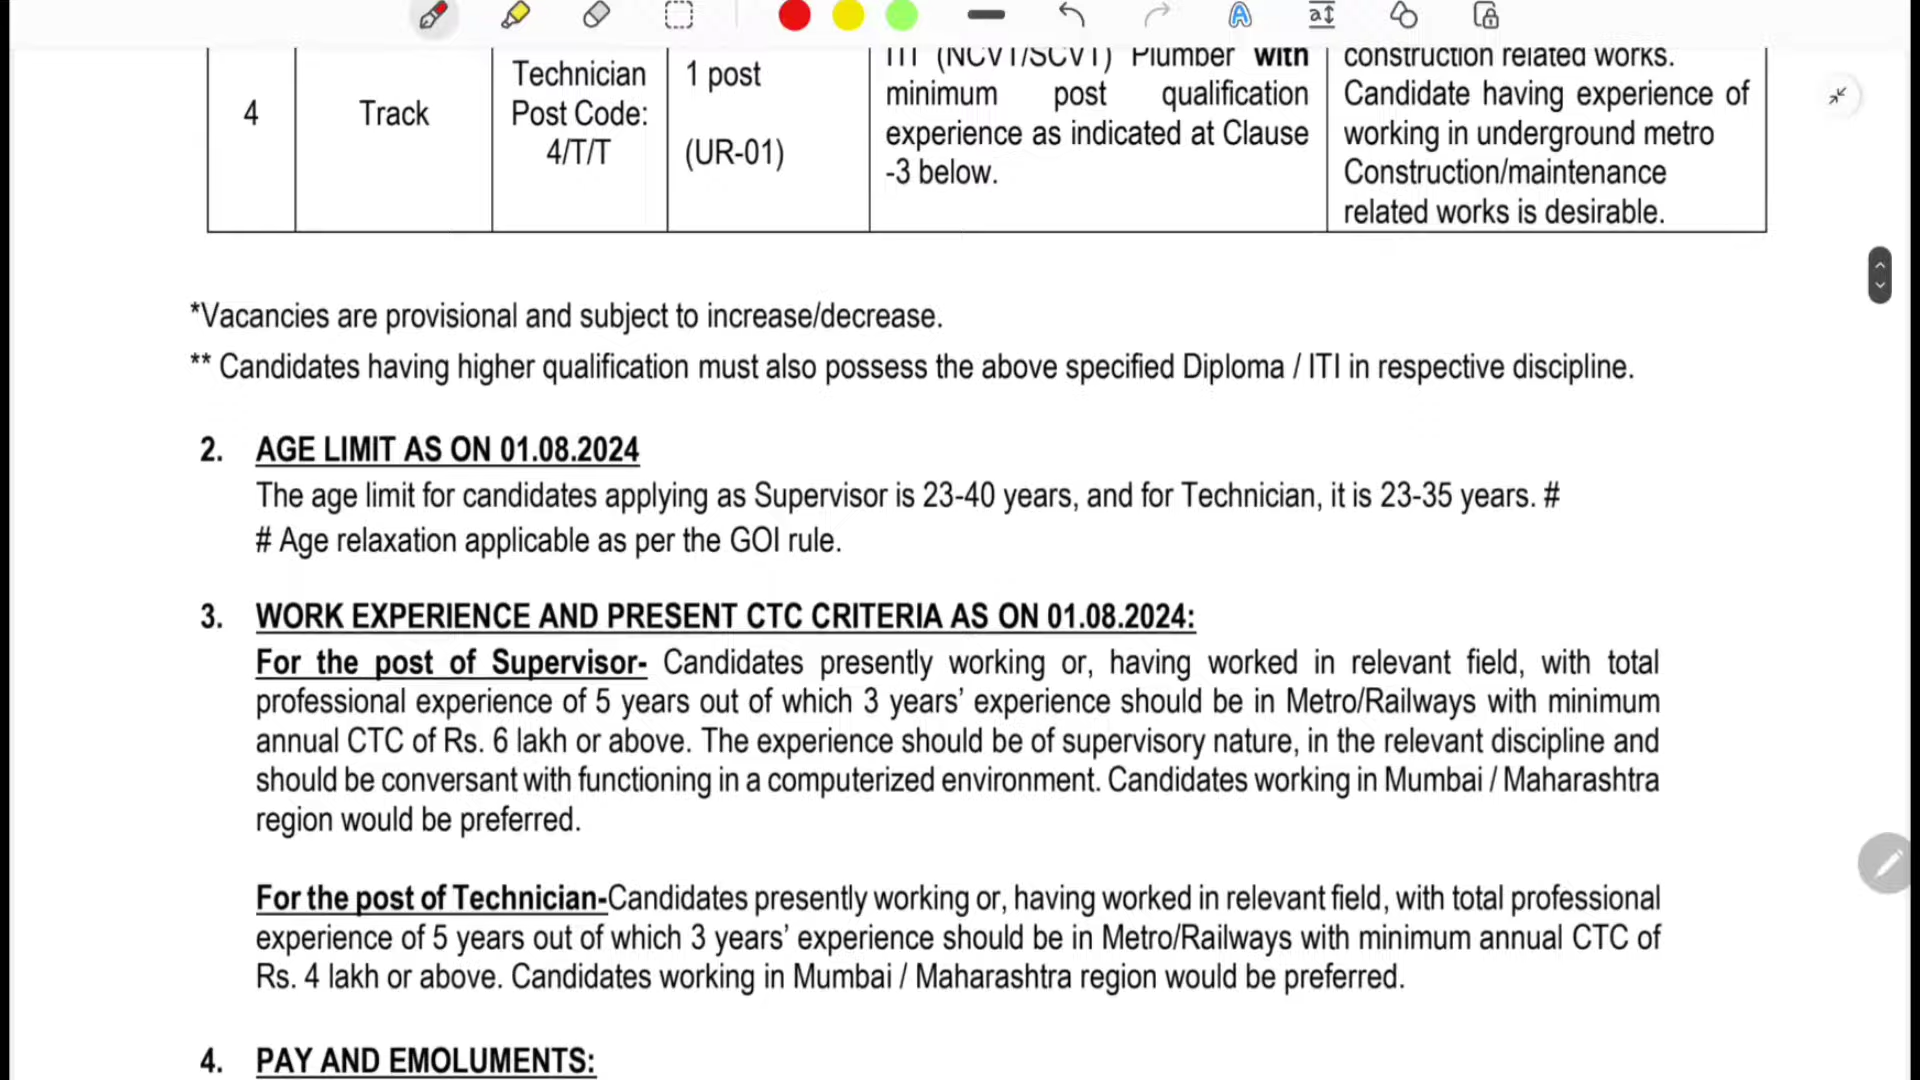 4
Track
Technician
Post Code:
4/T/T
1 post
(UR-01)
ITI (NCVT/SCVT) Plumber with
minimum post qualification
experience as indicated at Clause
-3 below.
construction related works.
Candidate having experience of
working in underground metro
Construction/maintenance
related works is desirable.
*Vacancies are provisional and subject to increase/decrease.
** Candidates having higher qualification must also possess the above specified Diploma / ITI in respective discipline.
2. AGE LIMIT AS ON 01.08.2024
The age limit for candidates applying as Supervisor is 23-40 years, and for Technician, it is 23-35 years. #
# Age relaxation applicable as per the GOI rule.
3. WORK EXPERIENCE AND PRESENT CTC CRITERIA AS ON 01.08.2024:
For the post of Supervisor- Candidates presently working or, having worked in relevant field, with total
professional experience of 5 years out of which 3 years’ experience should be in Metro/Railways with minimum
annual CTC of Rs. 6 lakh or above. The experience should be of supervisory nature, in the relevant discipline and
should be conversant with functioning in a computerized environment. Candidates working in Mumbai / Maharashtra
region would be preferred.
For the post of Technician-Candidates presently working or, having worked in relevant field, with total professional
experience of 5 years out of which 3 years’ experience should be in Metro/Railways with minimum annual CTC of
Rs. 4 lakh or above. Candidates working in Mumbai / Maharashtra region would be preferred.
4. PAY AND EMOLUMENTS: